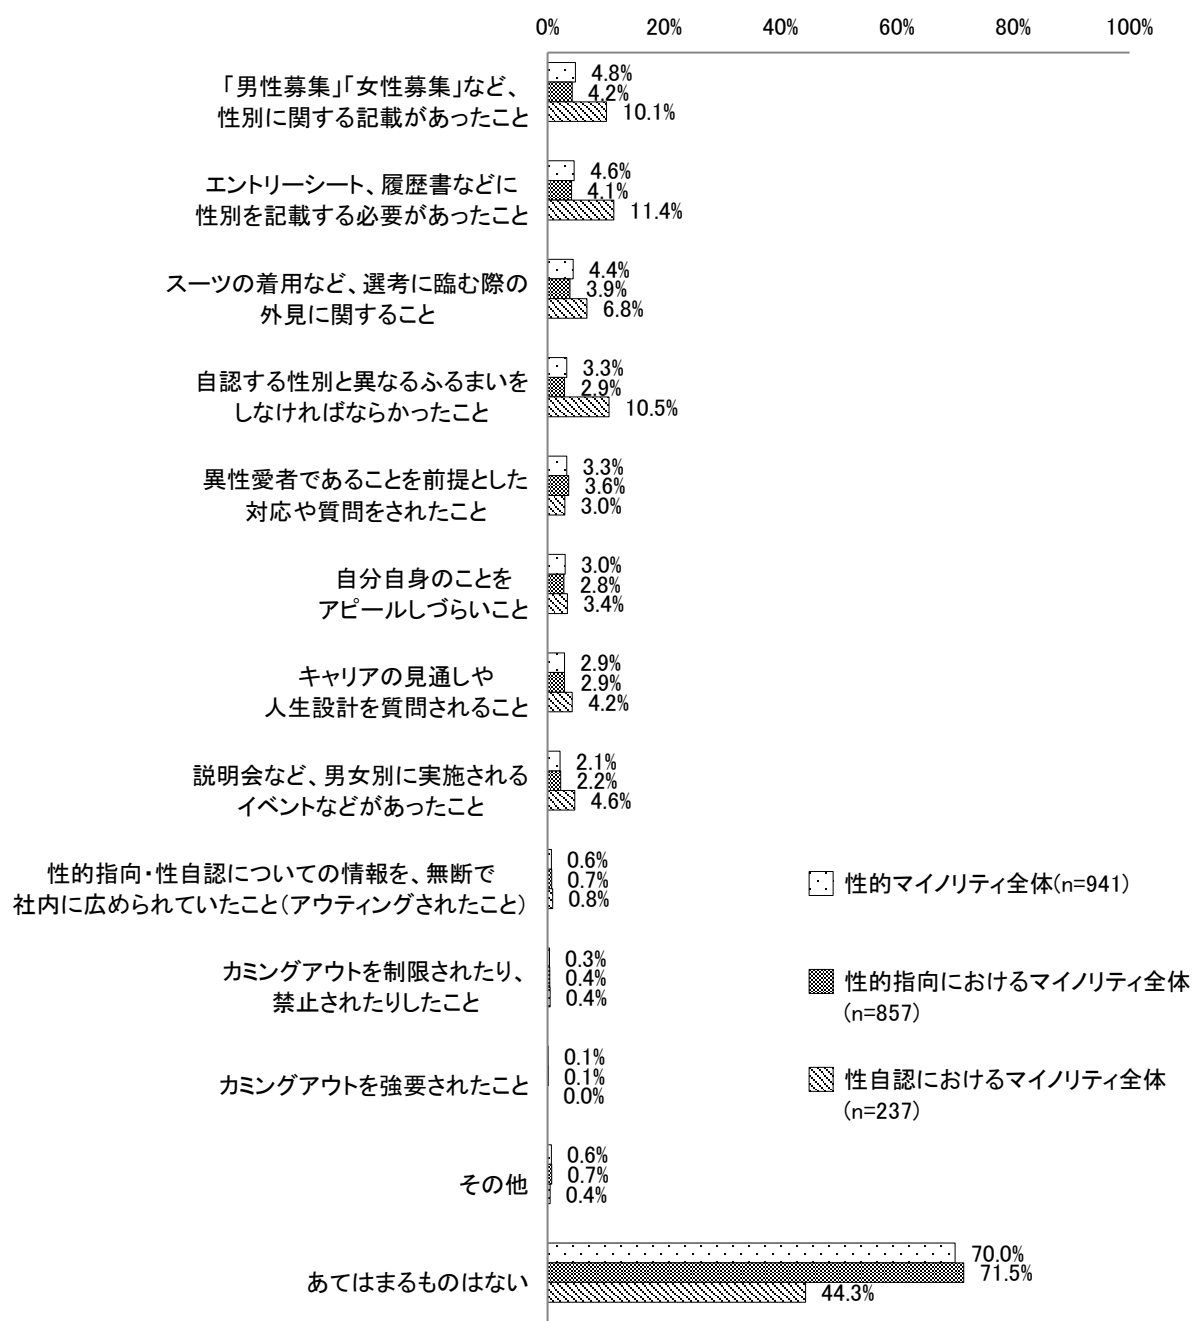 0% 20% 40% 60% 80% 100%
「男性募集」「女性募集」など、
性別に関する記載があったこと
4.8%
4.2%
10.1%
エントリーシート、履歴書などに
性別を記載する必要があったこと
4.6%
4.1%
11.4%
スーツの着用など、選考に臨む際の
外見に関すること
4.4%
3.9%
6.8%
自認する性別と異なるふるまいを
しなければならかったこと
3.3%
2.9%
10.5%
異性愛者であることを前提とした
対応や質問をされたこと
3.3%
3.6%
3.0%
自分自身のことを
アピールしづらいこと
3.0%
2.8%
3.4%
キャリアの見通しや
人生設計を質問されること
2.9%
2.9%
4.2%
説明会など、男女別に実施される
イベントなどがあったこと
2.1%
2.2%
4.6%
性的指向・性自認についての情報を、無断で
社内に広められていたこと(アウティングされたこと)
0.6%
0.7%
0.8%
カミングアウトを制限されたり、
禁止されたりしたこと
0.3%
0.4%
0.4%
カミングアウトを強要されたこと
0.1%
0.1%
0.0%
その他
0.6%
0.7%
0.4%
あてはまるものはない
70.0%
71.5%
44.3%
性的マイノリティ全体(n=941)
性的指向におけるマイノリティ全体
(n=857)
性自認におけるマイノリティ全体
(n=237)